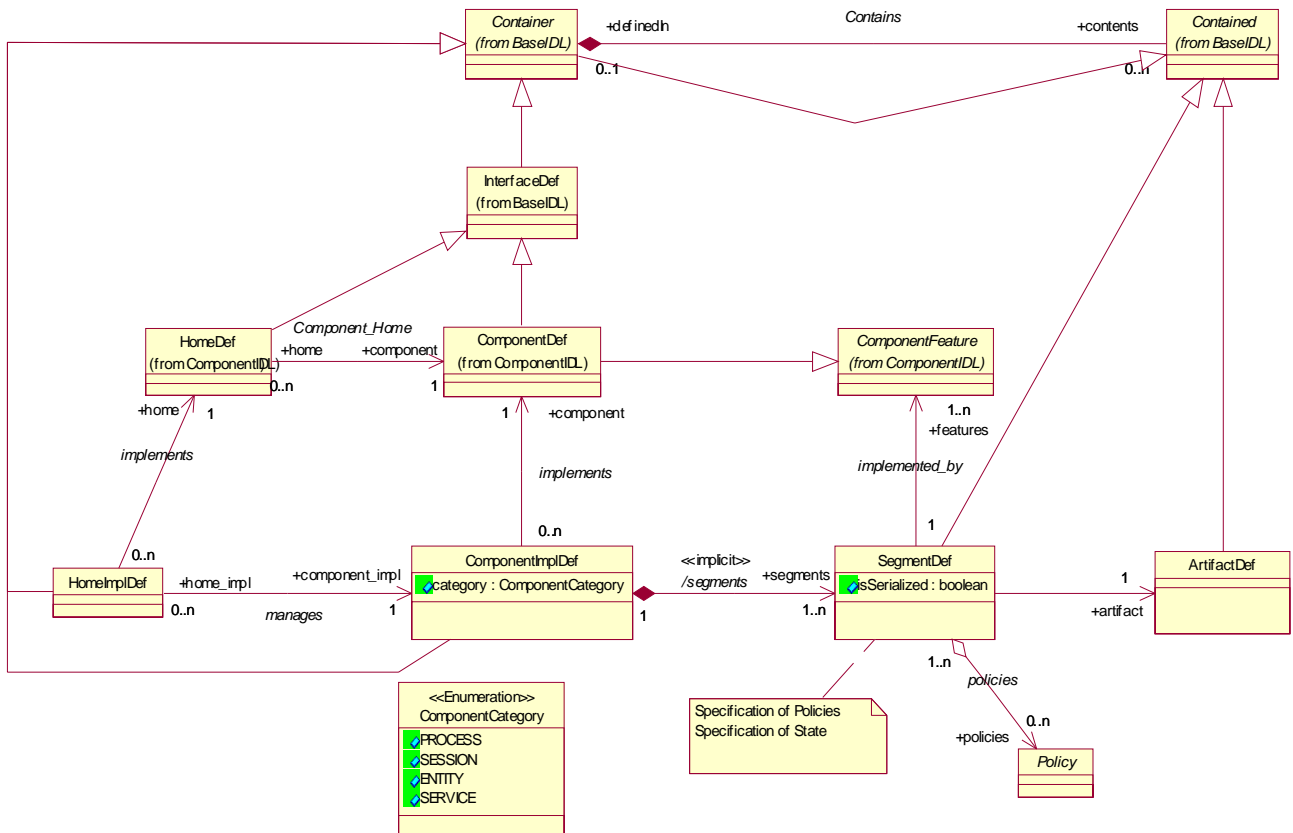 Container
(from BaseIDL)
+definedIn
Contains
+contents
Contained
(from BaseIDL)
0..1
0..n
InterfaceDef
(from BaseIDL)
HomeDef
(from ComponentIDL)
Component_Home
+home
+component
0..n
1
ComponentDef
(from ComponentIDL)
ComponentFeature
(from ComponentIDL)
+home
1
1
+component
1..n
+features
implements
implements
implemented_by
0..n
0..n
1
HomeImplDef
+home_impl
+component_impl
0..n
manages
1
ComponentImplDef
category : ComponentCategory
<<implicit>>
/segments
+segments
1
1..n
SegmentDef
isSerialized : boolean
1
+artifact
ArtifactDef
1..n
policies
0..n
+policies
Policy
Specification of Policies
Specification of State
<<Enumeration>>
ComponentCategory
PROCESS
SESSION
ENTITY
SERVICE